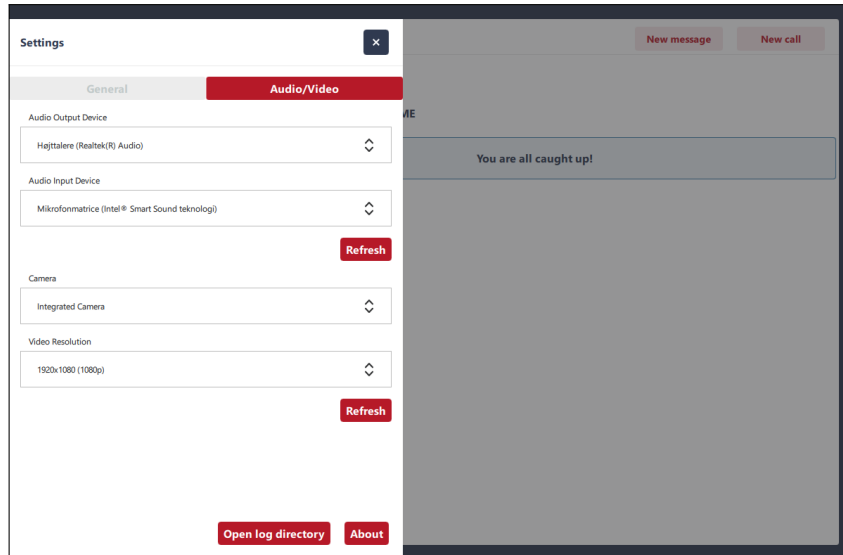 Settings
×
New message
New call
General
Audio/Video
Audio Output Device
ME
Højttalere (Realtek(R) Audio)
You are all caught up!
Audio Input Device
Mikrofonmatrice (Intel® Smart Sound teknologi)
Refresh
Camera
Integrated Camera
Video Resolution
1920x1080 (1080p)
Refresh
Open log directory
About